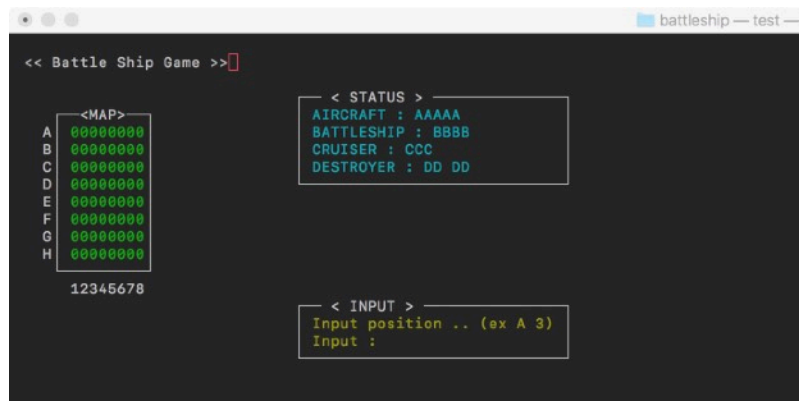 battleship — test —
<< Battle Ship Game >>
<MAP>
A 00000000
B 00000000
C 00000000
D 00000000
E 00000000
F 00000000
G 00000000
H 00000000
12345678
< STATUS >
AIRCRAFT : AAAAA
BATTLESHIP : BBBB
CRUISER : CCC
DESTROYER : DD DD
< INPUT >
Input position .. (ex A 3)
Input :